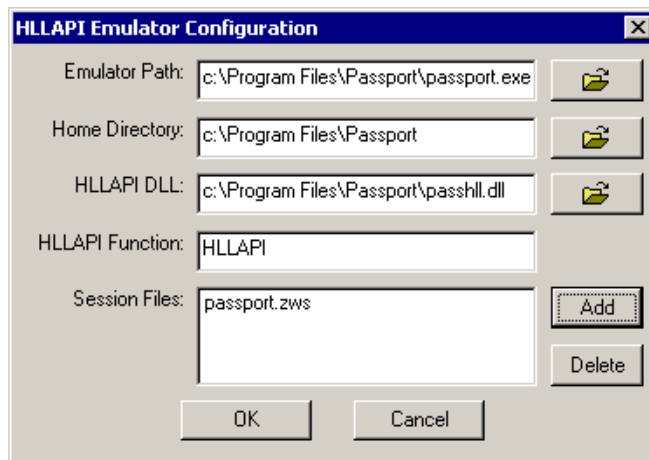 HLLAPI Emulator Configuration
Emulator Path: c:\Program Files\Passport\passport.exe
Home Directory: c:\Program Files\Passport
HLLAPI DLL: c:\Program Files\Passport\passhll.dll
HLLAPI Function: HLLAPI
Session Files: passport.zws
Add
Delete
OK Cancel